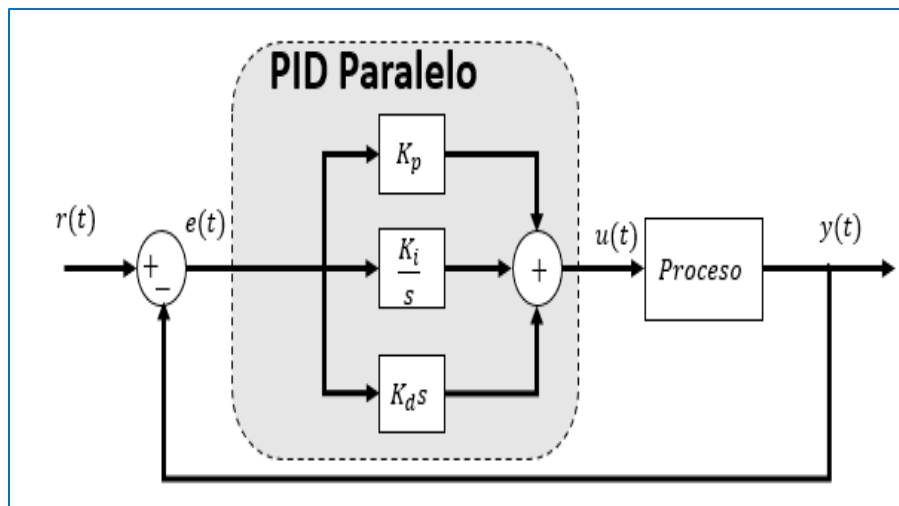 PID Paralelo
K_p
r(t)
e(t)
+
−
K_i
s
+
u(t)
Proceso
y(t)
K_d s